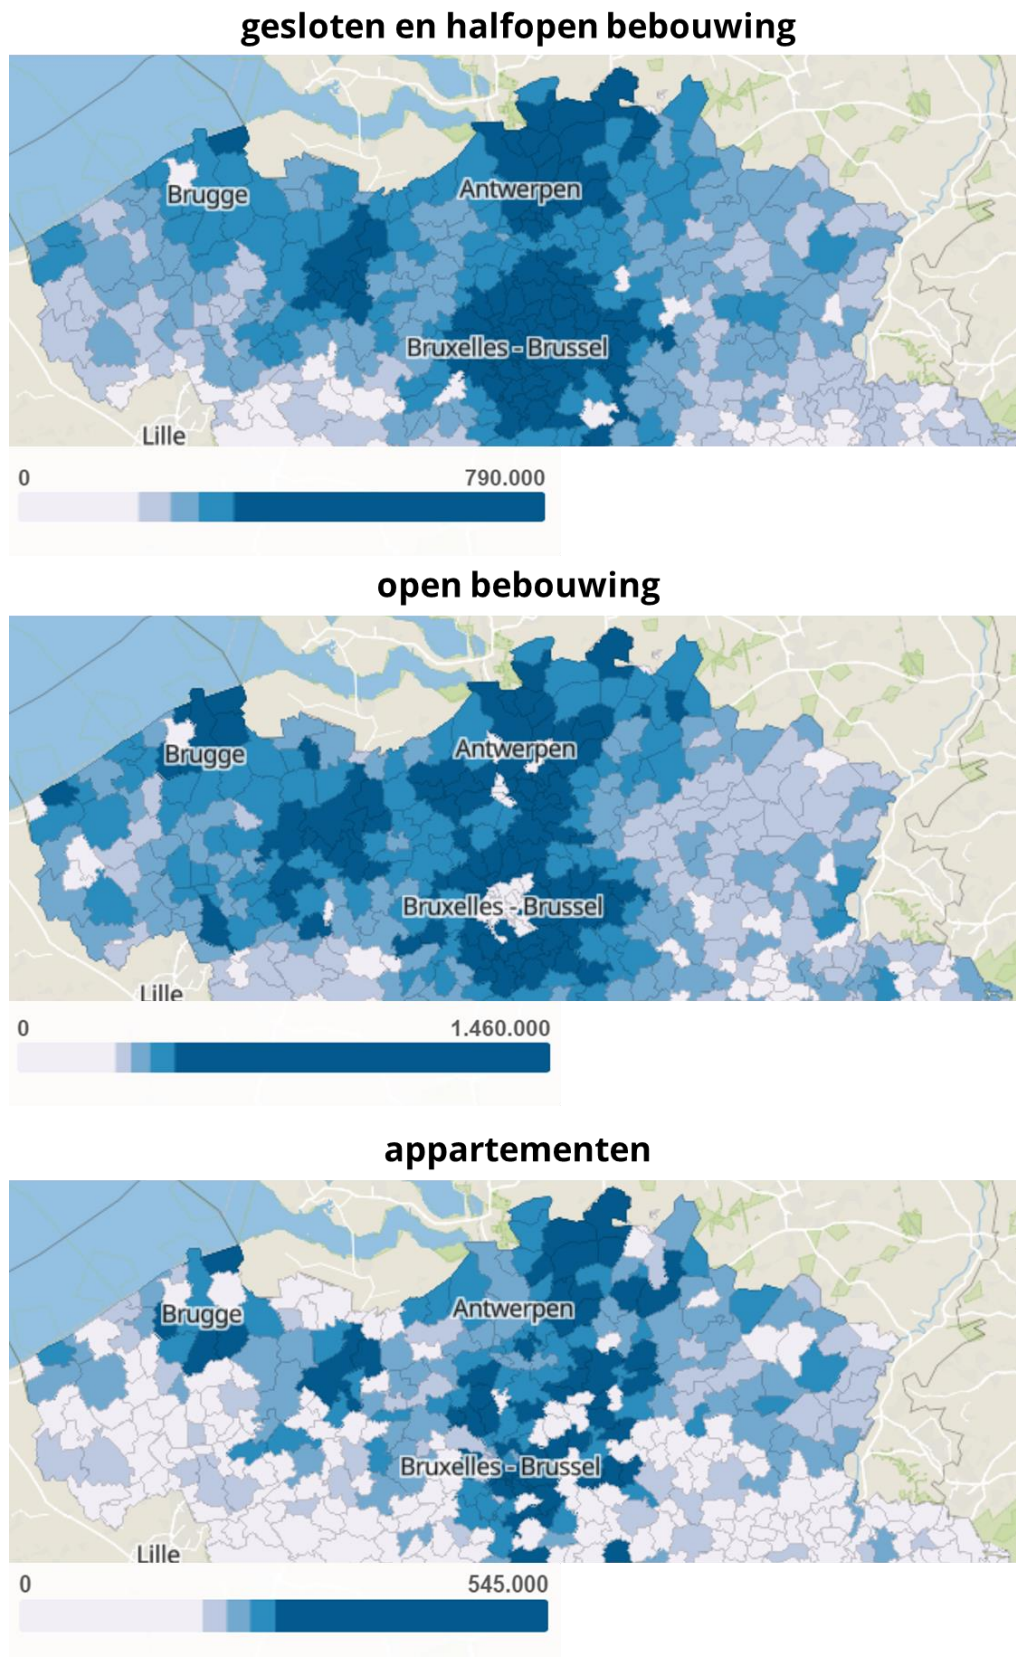 gesloten en halfopen bebouwing
Brugge
Antwerpen
Bruxelles - Brussel
Lille
0 790.000
open bebouwing
Brugge
Antwerpen
Bruxelles - Brussel
Lille
0 1.460.000
appartementen
Brugge
Antwerpen
Bruxelles - Brussel
Lille
0 545.000